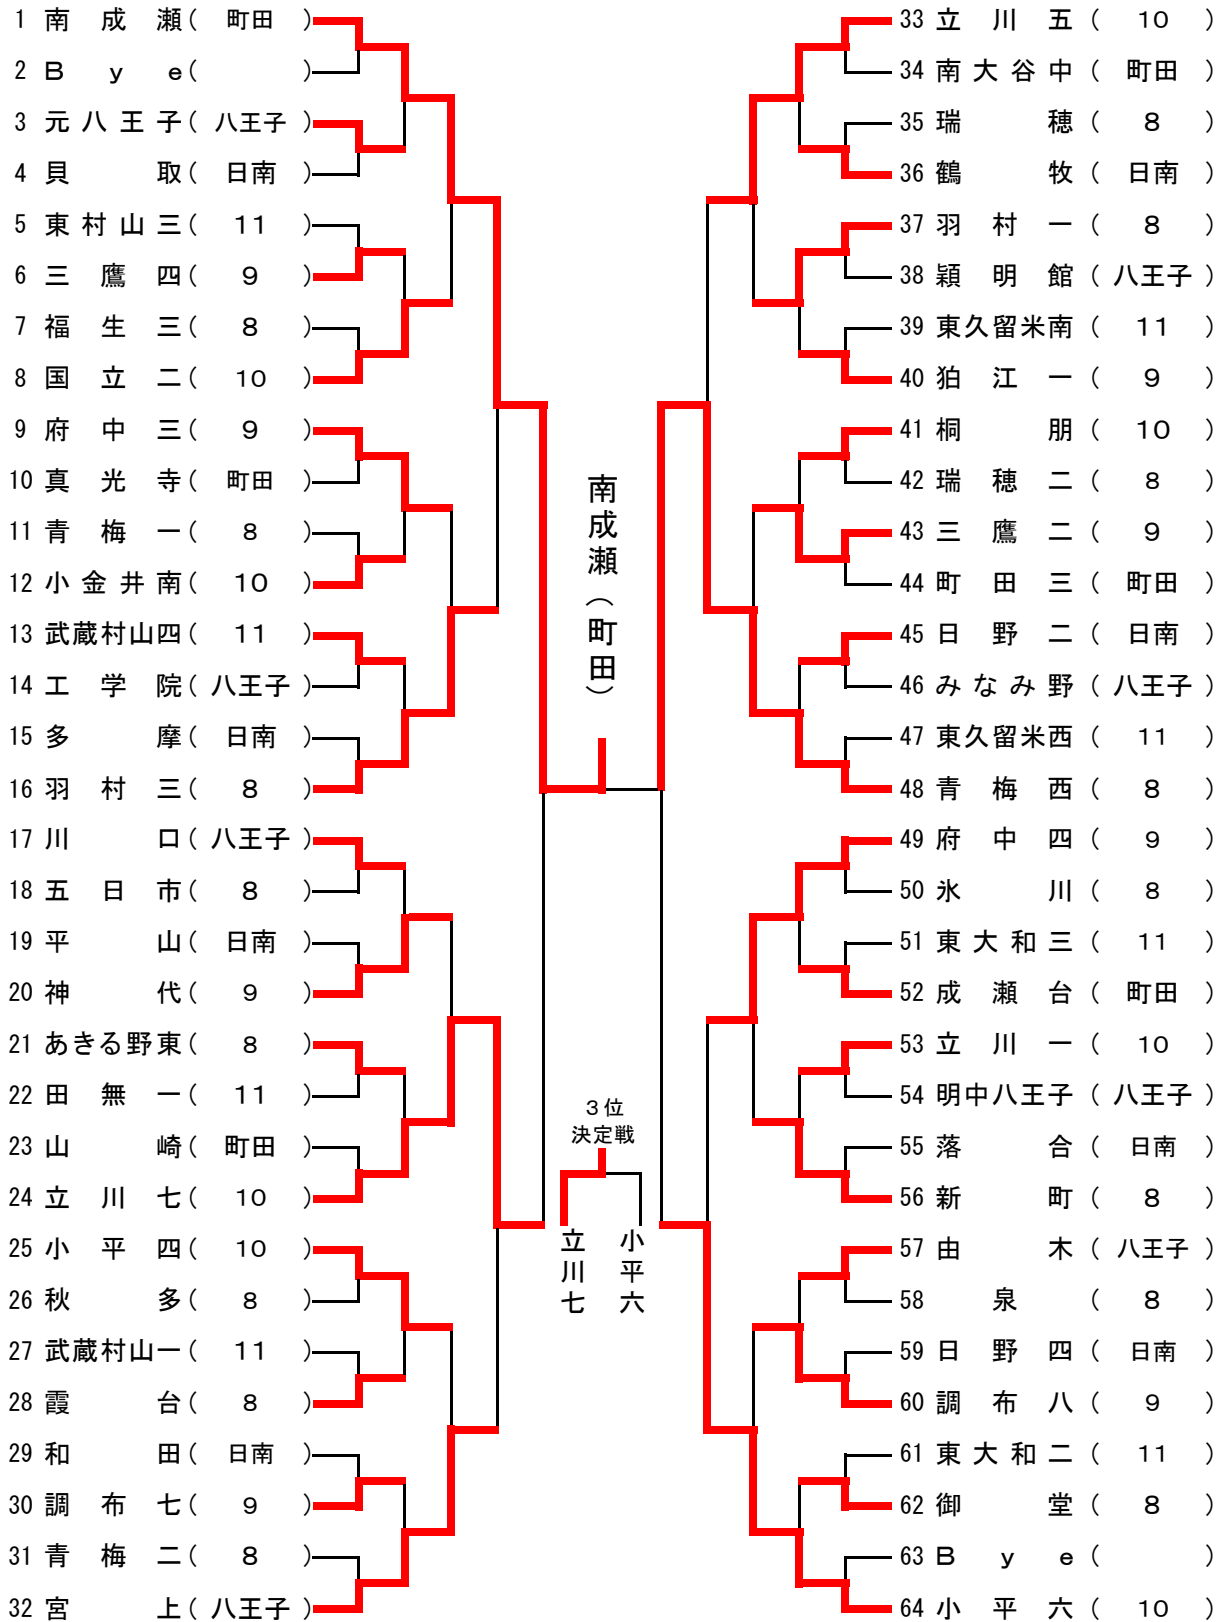 1 南成瀬(町田)
2 Bye( )
3 元八王子(八王子)
4 貝取(日南)
5 東村山三(11)
6 三鷹四(9)
7 福生三(8)
8 国立二(10)
9 府中三(9)
10 真光寺(町田)
11 青梅一(8)
12 小金井南(10)
13 武蔵村山四(11)
14 工学院(八王子)
15 多摩(日南)
16 羽村三(8)
17 川口(八王子)
18 五日市(8)
19 平山(日南)
20 神代(9)
21 あきる野東(8)
22 田無一(11)
23 山崎(町田)
24 立川七(10)
25 小平四(10)
26 秋多(8)
27 武蔵村山一(11)
28 霞台(8)
29 和田(日南)
30 調布七(9)
31 青梅二(8)
32 宮上(八王子)
南成瀬(町田)
3位
決定戦
立川七
小平六
33 立川五(10)
34 南大谷中(町田)
35 瑞穂(8)
36 鶴牧(日南)
37 羽村一(8)
38 穎明館(八王子)
39 東久留米南(11)
40 狛江一(9)
41 桐朋(10)
42 瑞穂二(8)
43 三鷹二(9)
44 町田三(町田)
45 日野二(日南)
46 みなみ野(八王子)
47 東久留米西(11)
48 青梅西(8)
49 府中四(9)
50 氷川(8)
51 東大和三(11)
52 成瀬台(町田)
53 立川一(10)
54 明中八王子(八王子)
55 落合(日南)
56 新町(8)
57 由木(八王子)
58 泉(8)
59 日野四(日南)
60 調布八(9)
61 東大和二(11)
62 御堂(8)
63 Bye( )
64 小平六(10)